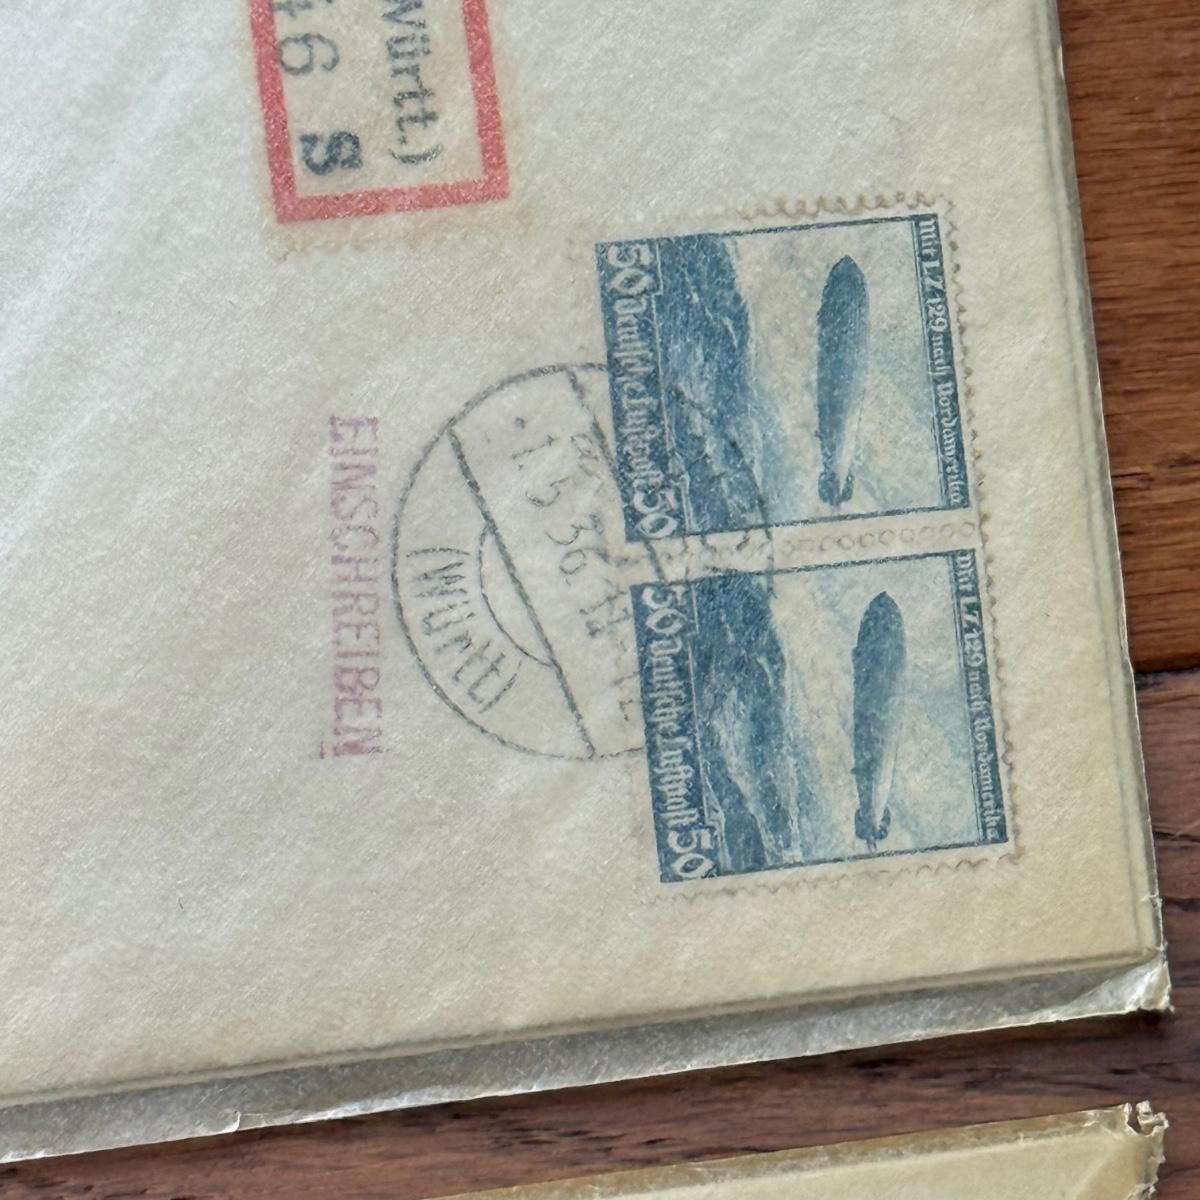 (Württ.)
46 S
EINSCHREIBEN
-1.5.36.
(Württ)
Mit LZ 129 nach Nordamerika
50 Deutsche Luftpost 50
Mit LZ 129 nach Nordamerika
50 Deutsche Luftpost 50